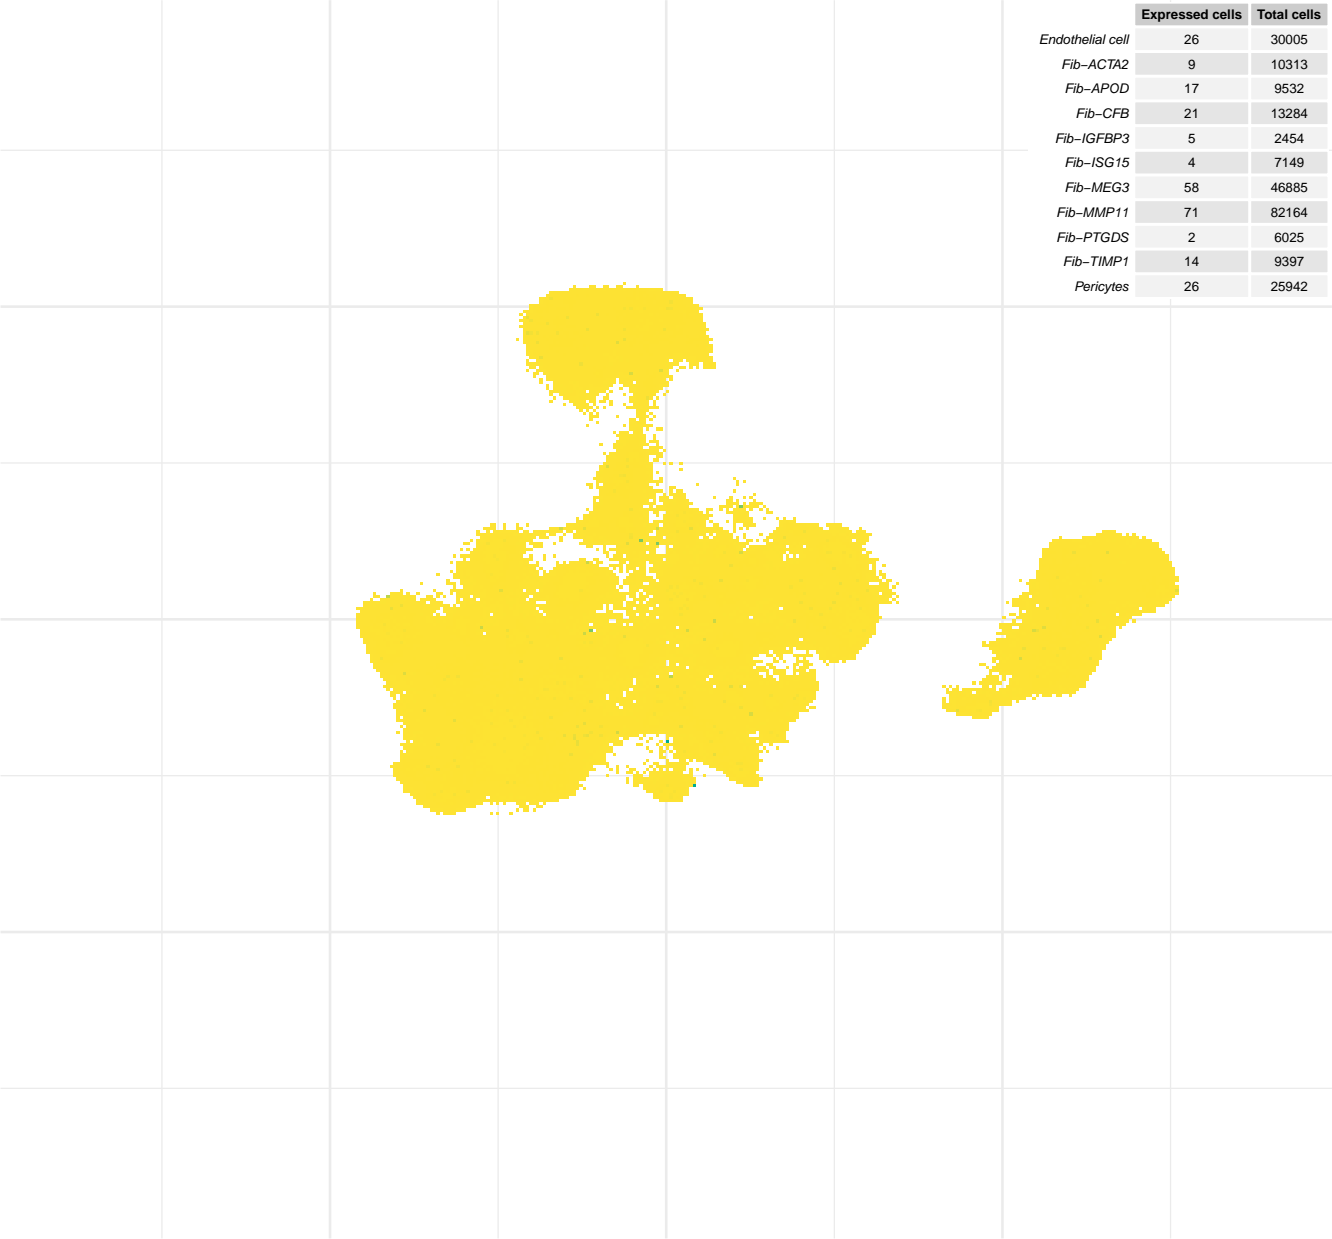 Expressed cells Total cells
Endothelial cell 26 30005
Fib−ACTA2 9 10313
Fib−APOD 17 9532
Fib−CFB 21 13284
Fib−IGFBP3 5 2454
Fib−ISG15 4 7149
Fib−MEG3 58 46885
Fib−MMP11 71 82164
Fib−PTGDS 2 6025
Fib−TIMP1 14 9397
Pericytes 26 25942